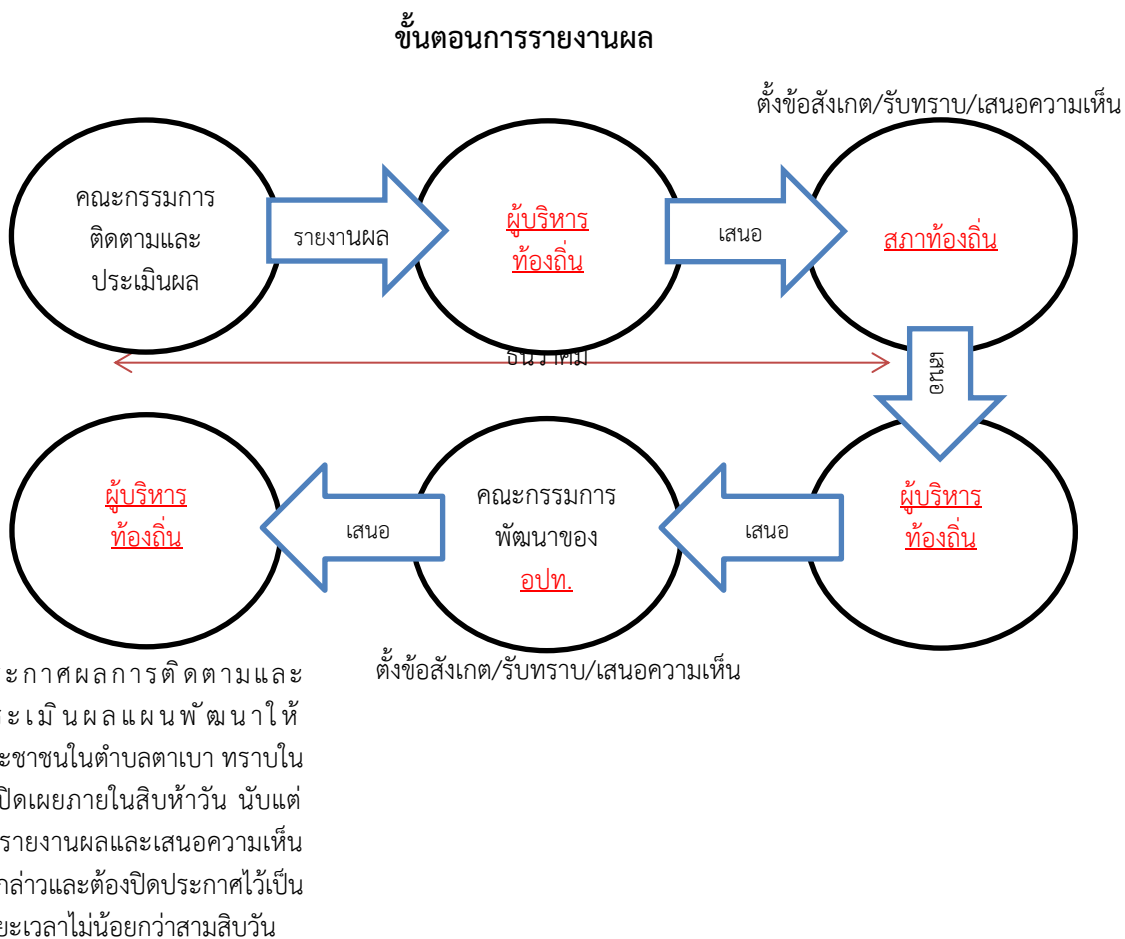 ขั้นตอนการรายงานผล
ตั้งข้อสังเกต/รับทราบ/เสนอความเห็น
คณะกรรมการ
ติดตามและ
ประเมินผล
รายงานผล
ผู้บริหาร
ท้องถิ่น
เสนอ
สภาท้องถิ่น
ธันวาคม
เสนอ
ผู้บริหาร
ท้องถิ่น
เสนอ
คณะกรรมการ
พัฒนาของ
อปท.
เสนอ
ผู้บริหาร
ท้องถิ่น
ตั้งข้อสังเกต/รับทราบ/เสนอความเห็น
ระกาศผลการติดตามและ
ระเมินผลแผนพัฒนาให้
ะชาชนในตำบลตาเบา ทราบใน
ปิดเผยภายในสิบห้าวัน นับแต่
รายงานผลและเสนอความเห็น
กล่าวและต้องปิดประกาศไว้เป็น
ยะเวลาไม่น้อยกว่าสามสิบวัน